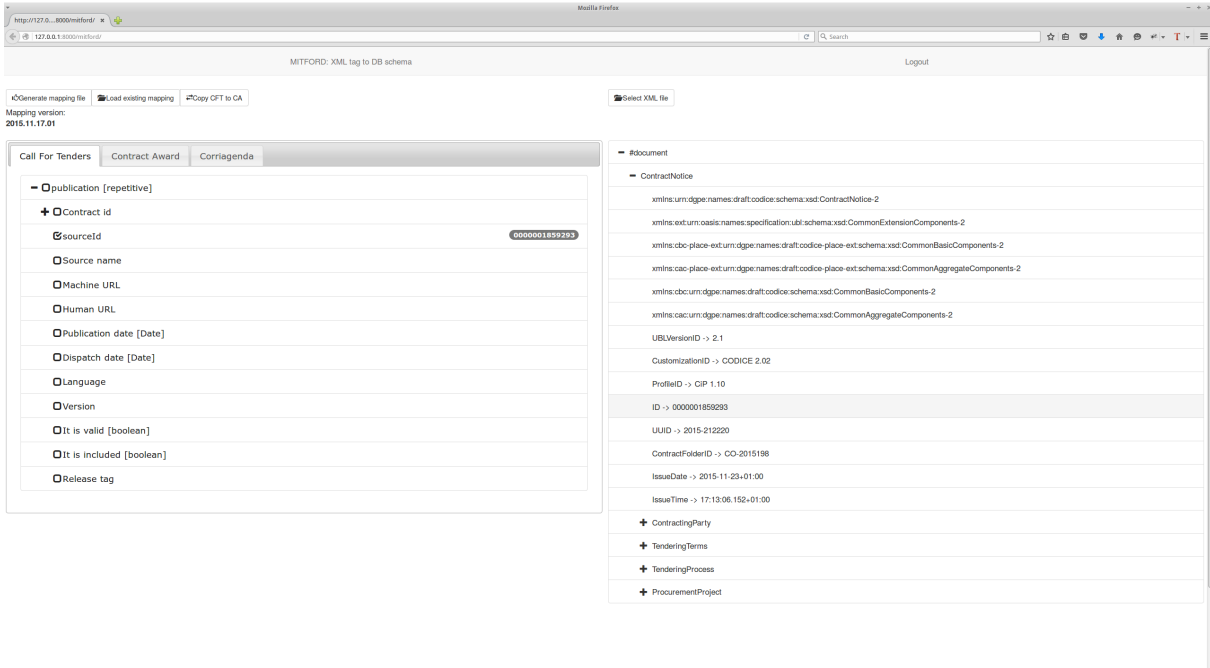 Mozilla Firefox
http://127.0....8000/mitford/
127.0.0.1:8000/mitford/
Search
MITFORD: XML tag to DB schema
Logout
Generate mapping file
Load existing mapping
Copy CFT to CA
Select XML file
Mapping version:
2015.11.17.01
Call For Tenders
Contract Award
Corriagenda
publication [repetitive]
Contract id
sourceId
0000001859293
Source name
Machine URL
Human URL
Publication date [Date]
Dispatch date [Date]
Language
Version
It is valid [boolean]
It is included [boolean]
Release tag
#document
ContractNotice
xmlns:urn:dgpe:names:draft:codice:schema:xsd:ContractNotice-2
xmlns:ext:urn:oasis:names:specification:ubl:schema:xsd:CommonExtensionComponents-2
xmlns:cbc-place-ext:urn:dgpe:names:draft:codice-place-ext:schema:xsd:CommonBasicComponents-2
xmlns:cac-place-ext:urn:dgpe:names:draft:codice-place-ext:schema:xsd:CommonAggregateComponents-2
xmlns:cbc:urn:dgpe:names:draft:codice:schema:xsd:CommonBasicComponents-2
xmlns:cac:urn:dgpe:names:draft:codice:schema:xsd:CommonAggregateComponents-2
UBLVersionID -> 2.1
CustomizationID -> CODICE 2.02
ProfileID -> CiP 1.10
ID -> 0000001859293
UUID -> 2015-212220
ContractFolderID -> CO-2015198
IssueDate -> 2015-11-23+01:00
IssueTime -> 17:13:06.152+01:00
ContractingParty
TenderingTerms
TenderingProcess
ProcurementProject